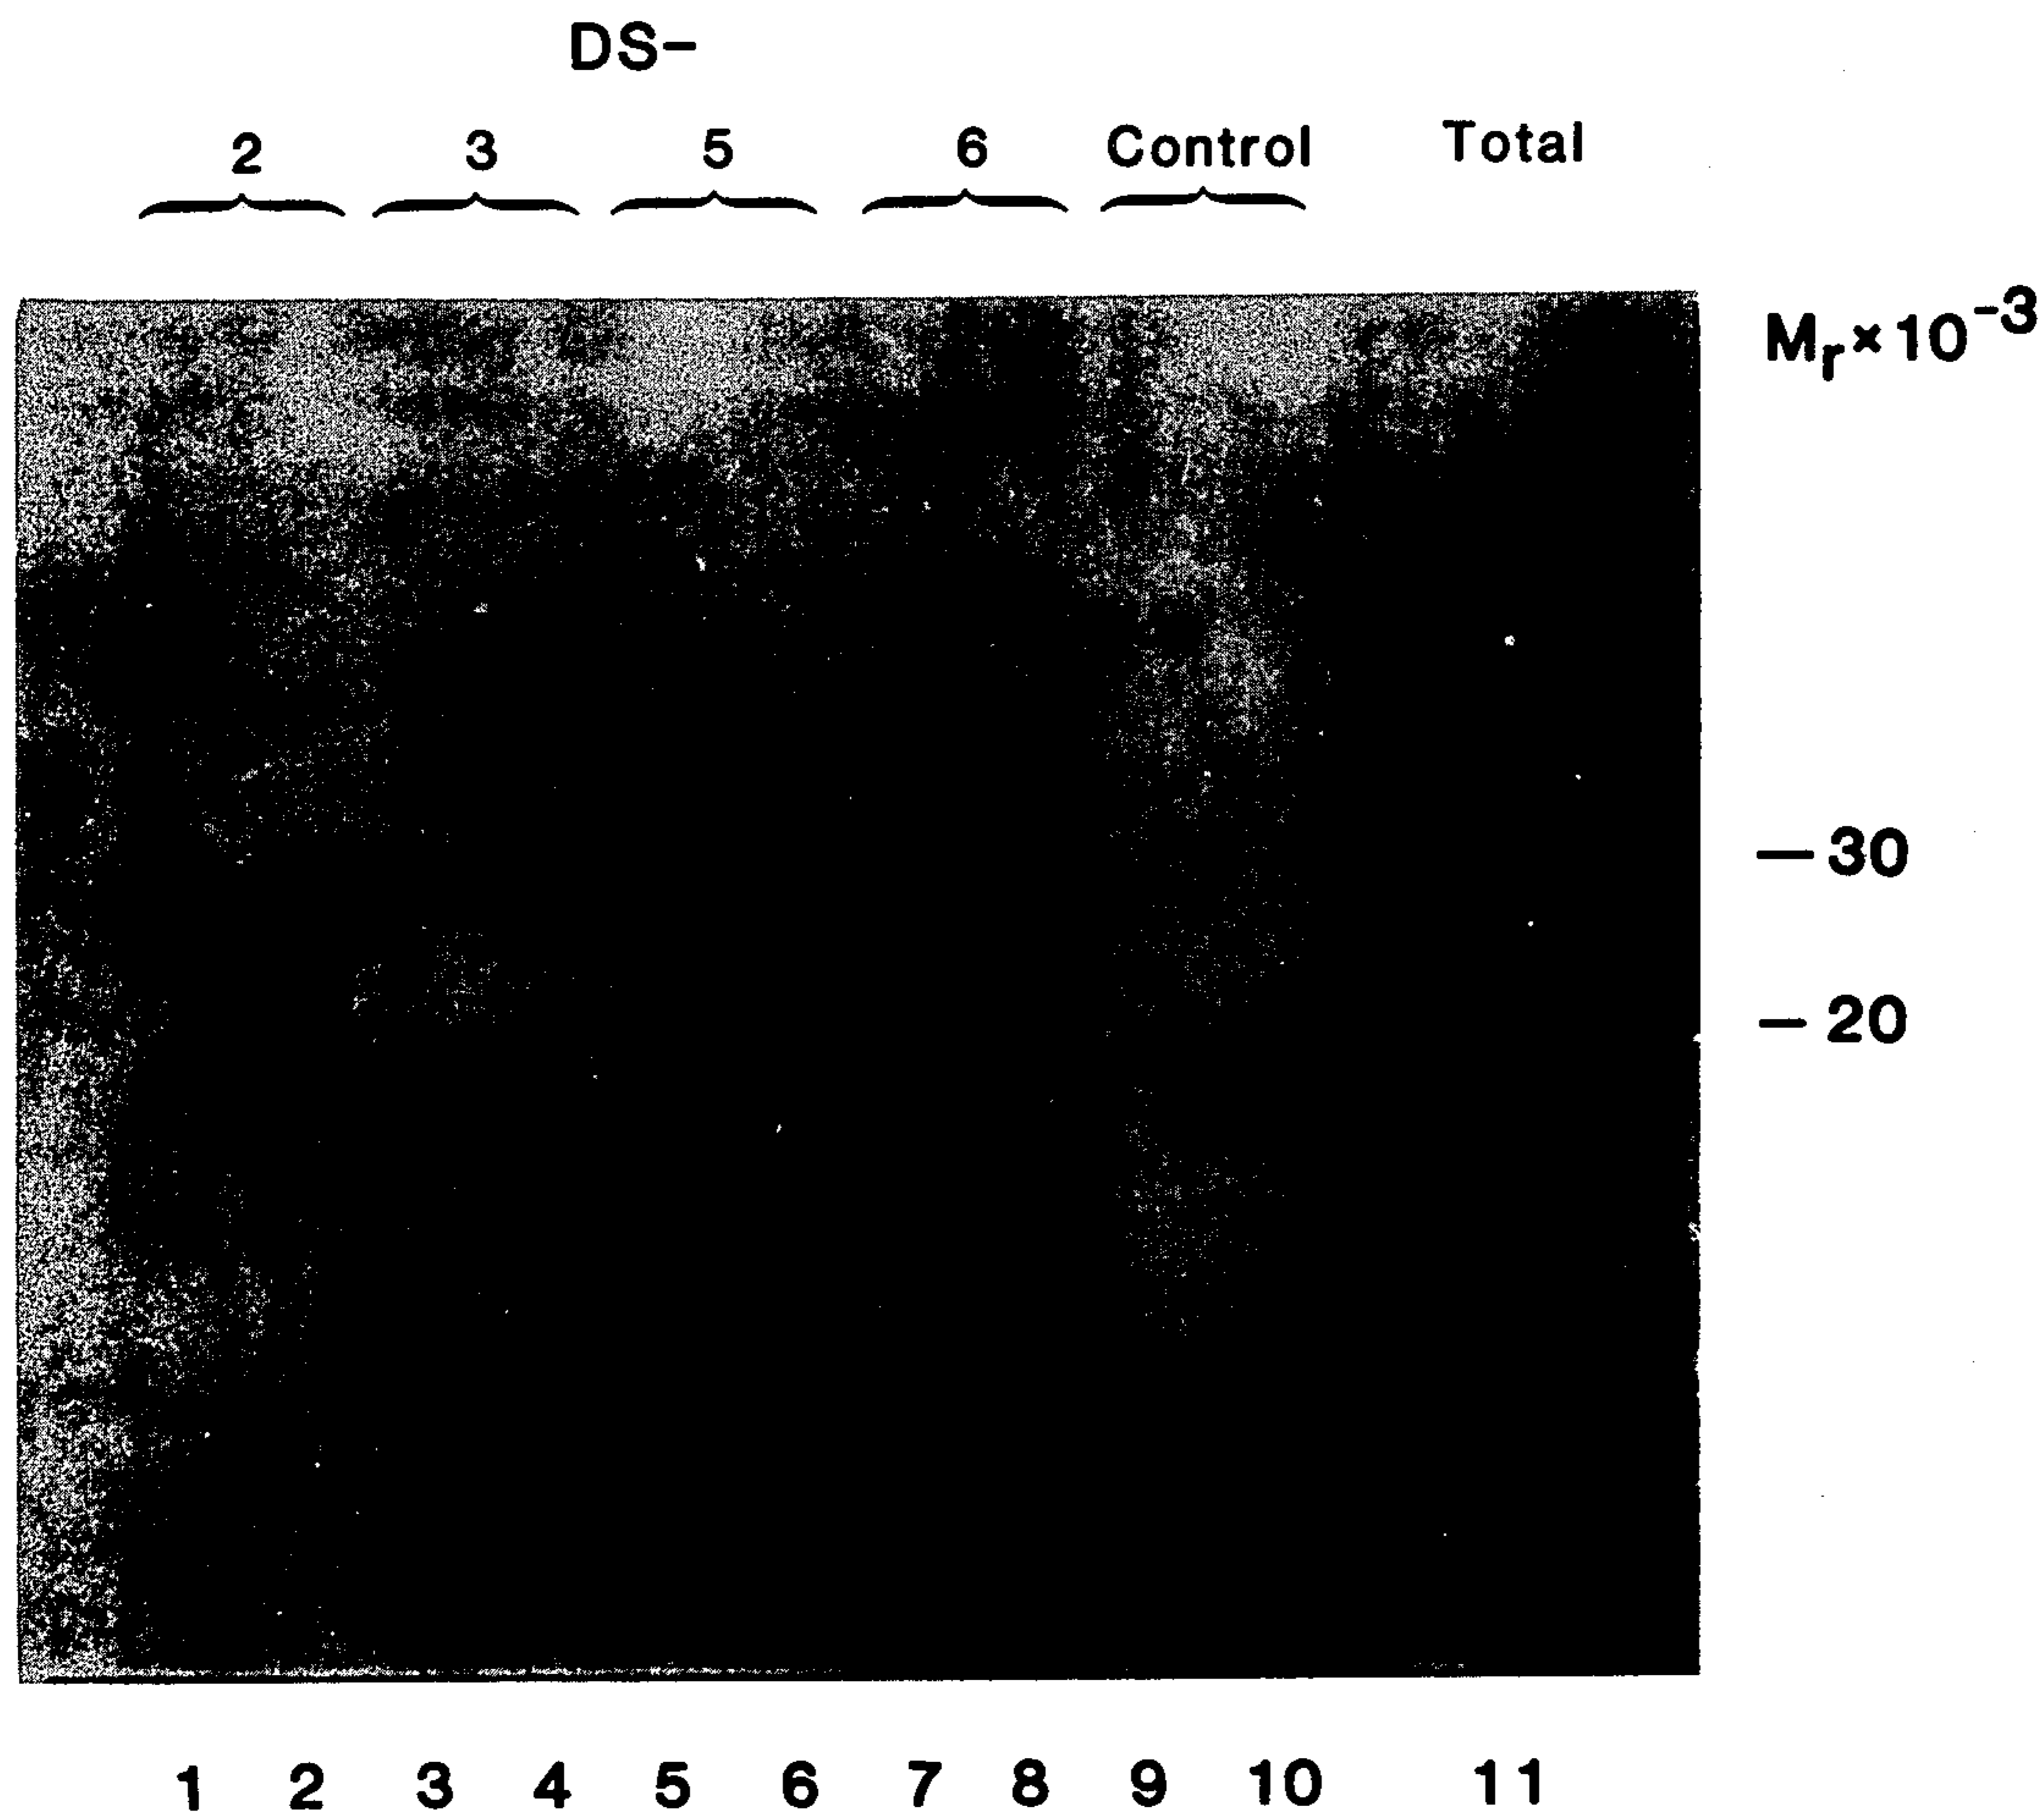 DS-
2 3 5 6 Control Total
Mr×10⁻³
30
20
1 2 3 4 5 6 7 8 9 10 11